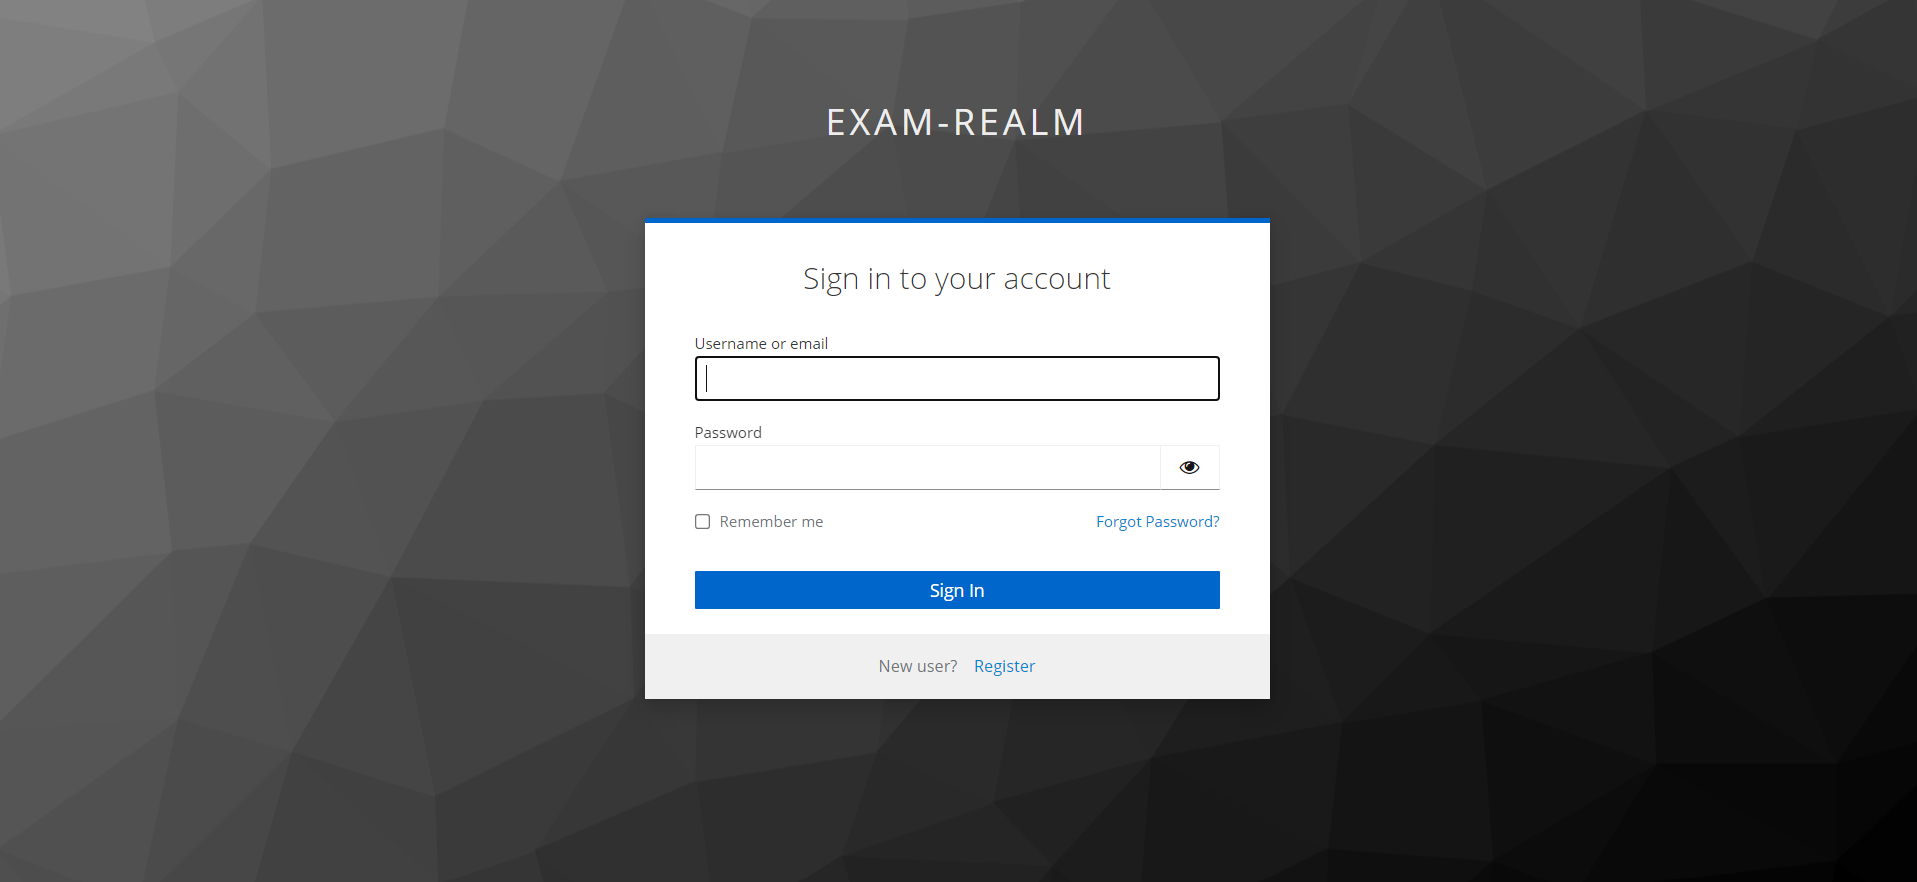 EXAM-REALM
Sign in to your account
Username or email
Password
Remember me
Forgot Password?
Sign In
New user? Register